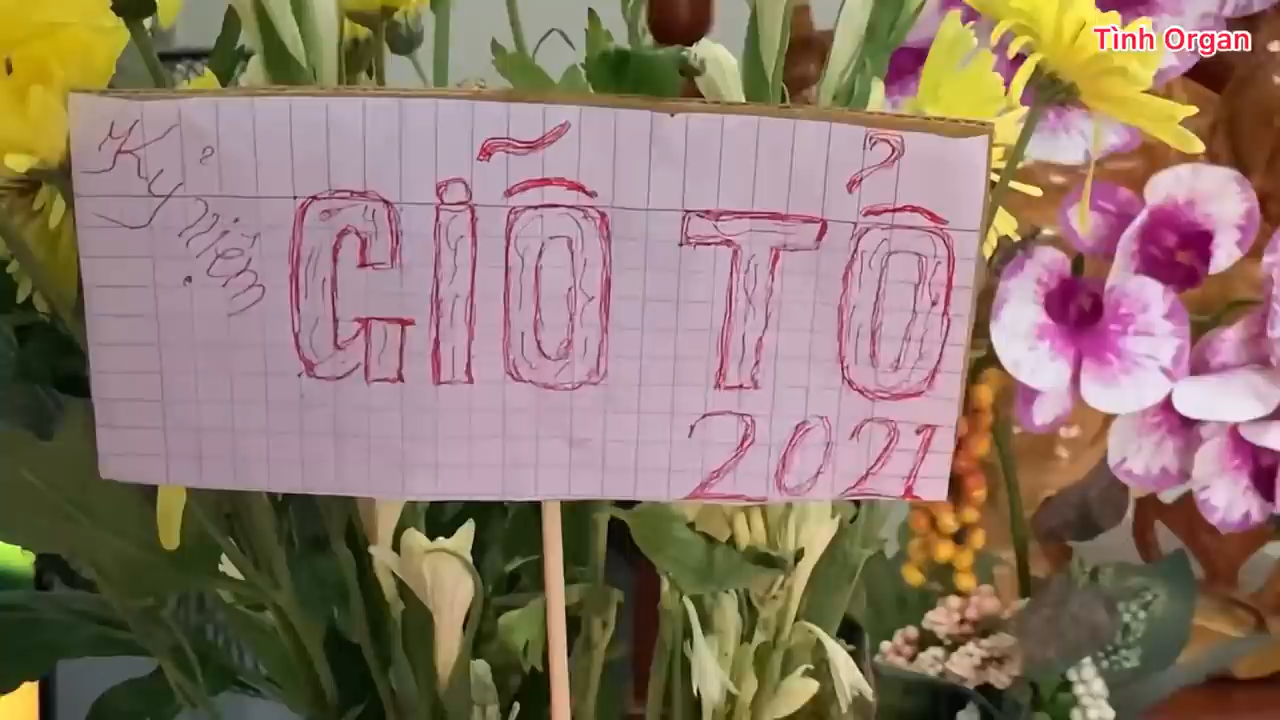 Tình Organ
Kỷ niệm
GIỖ TỔ
2021